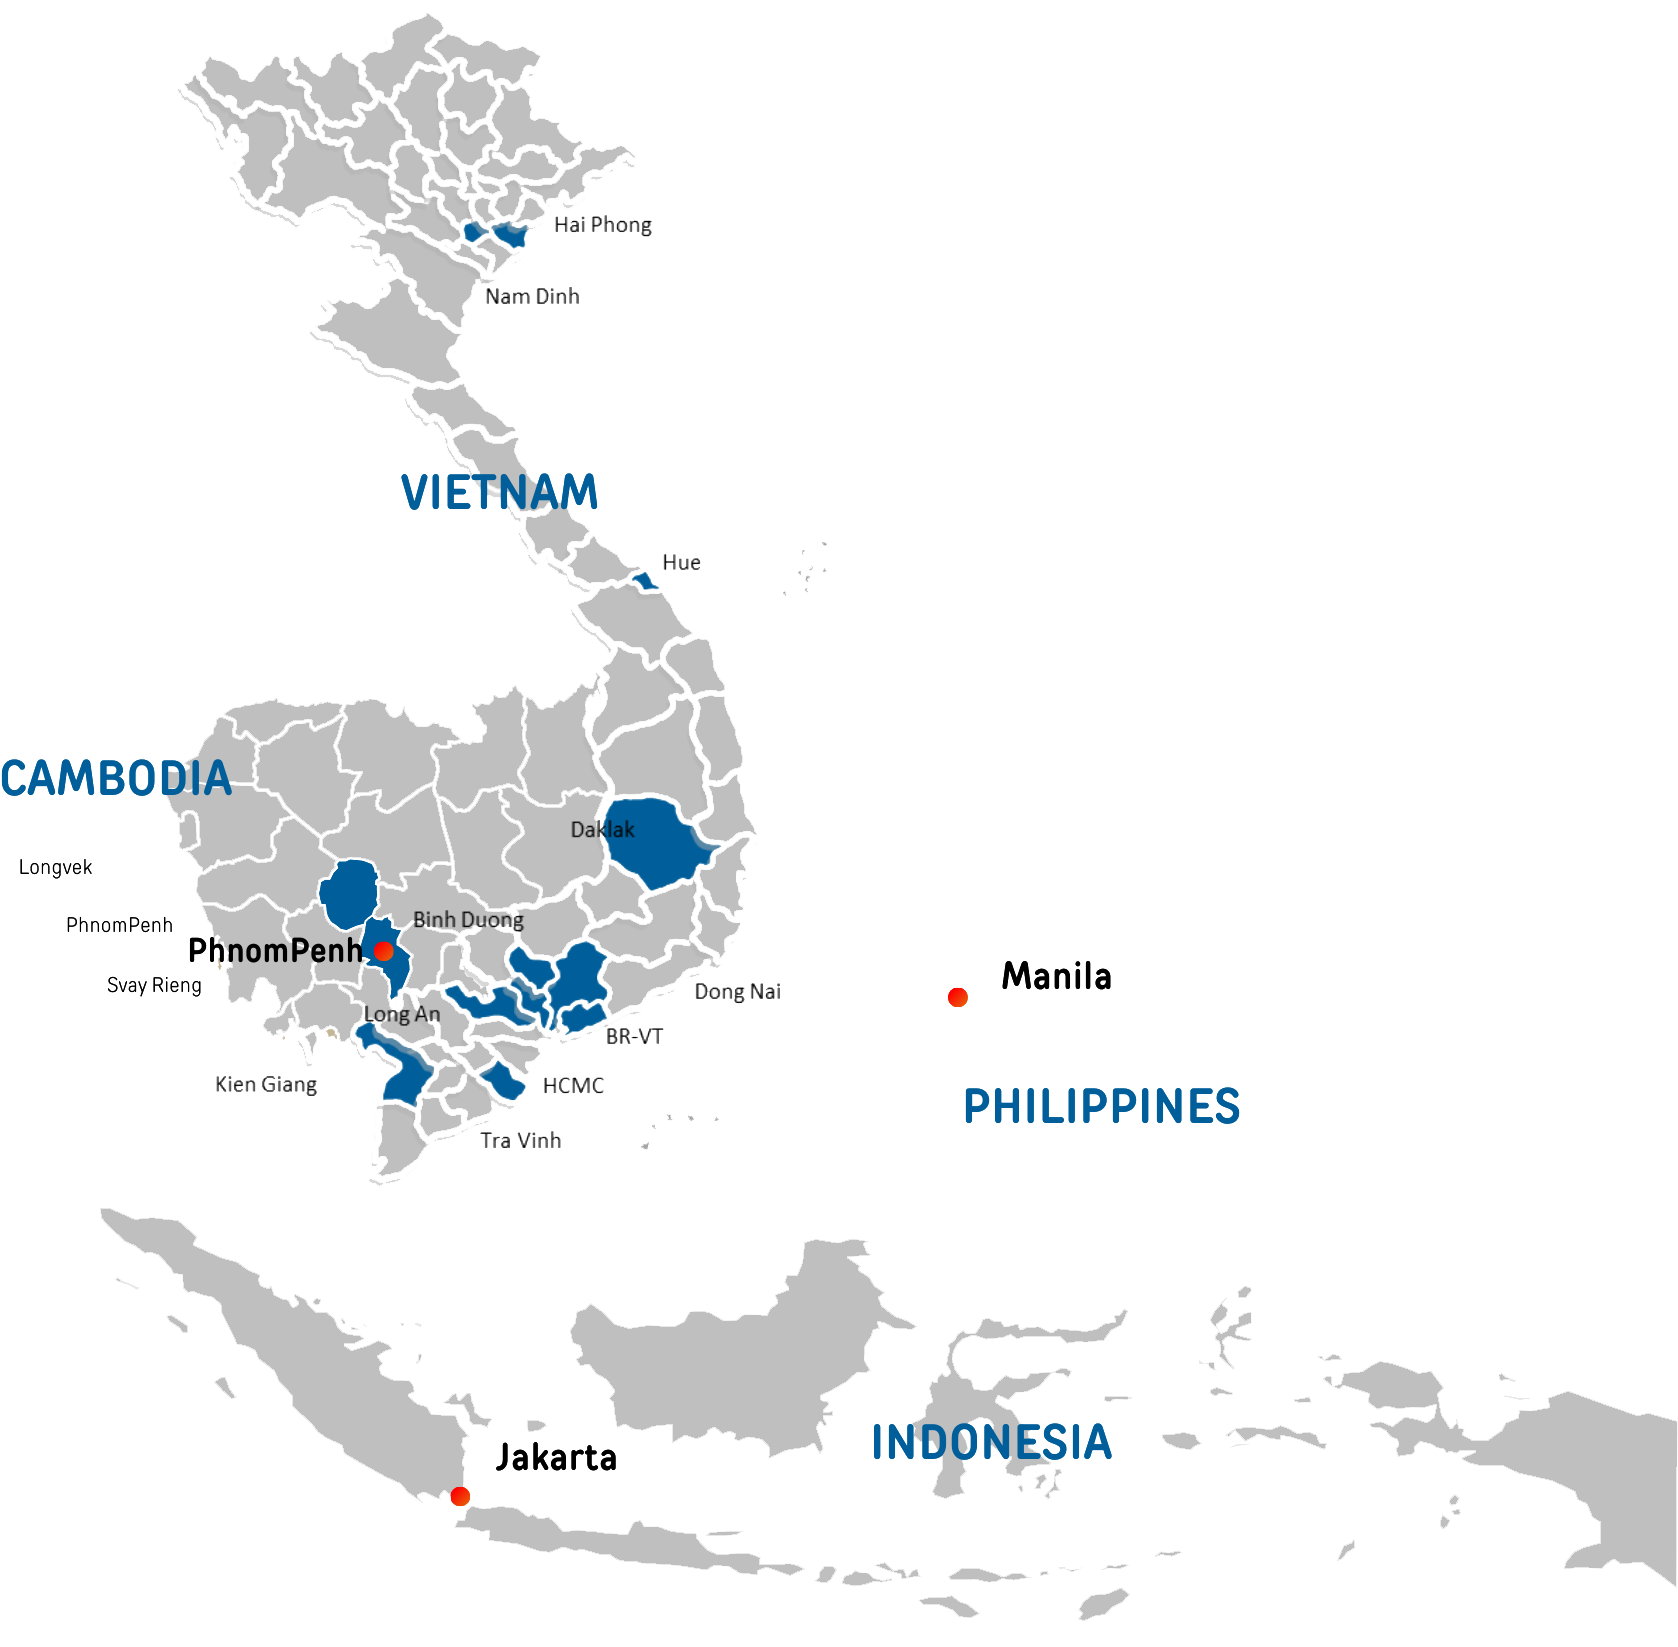 Hai Phong
Nam Dinh
VIETNAM
Hue
CAMBODIA
Daklak
Longvek
Binh Duong
PhnomPenh
PhnomPenh
Manila
Svay Rieng
Dong Nai
Long An
BR-VT
Kien Giang
HCMC
PHILIPPINES
Tra Vinh
INDONESIA
Jakarta